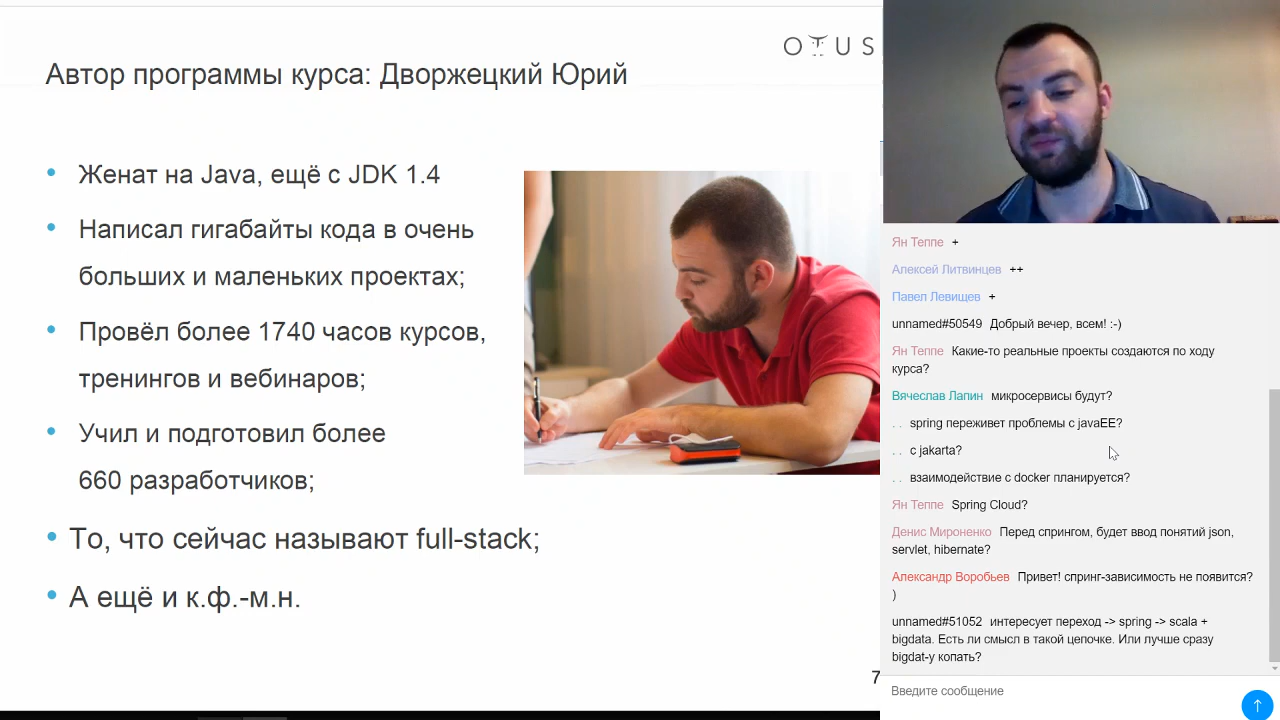 OTUS
Автор программы курса: Дворжецкий Юрий
• Женат на Java, ещё с JDK 1.4
• Написал гигабайты кода в очень
больших и маленьких проектах;
• Провёл более 1740 часов курсов,
тренингов и вебинаров;
• Учил и подготовил более
660 разработчиков;
• То, что сейчас называют full-stack;
• А ещё и к.ф.-м.н.
7
Ян Теппе +
Алексей Литвинцев ++
Павел Левищев +
unnamed#50549 Добрый вечер, всем! :-)
Ян Теппе Какие-то реальные проекты создаются по ходу
курса?
Вячеслав Лапин микросервисы будут?
. . spring переживет проблемы с javaEE?
. . с jakarta?
. . взаимодействие с docker планируется?
Ян Теппе Spring Cloud?
Денис Мироненко Перед спрингом, будет ввод понятий json,
servlet, hibernate?
Александр Воробьев Привет! спринг-зависимость не появится?
)
unnamed#51052 интересует переход -> spring -> scala +
bigdata. Есть ли смысл в такой цепочке. Или лучше сразу
bigdat-у копать?
Введите сообщение